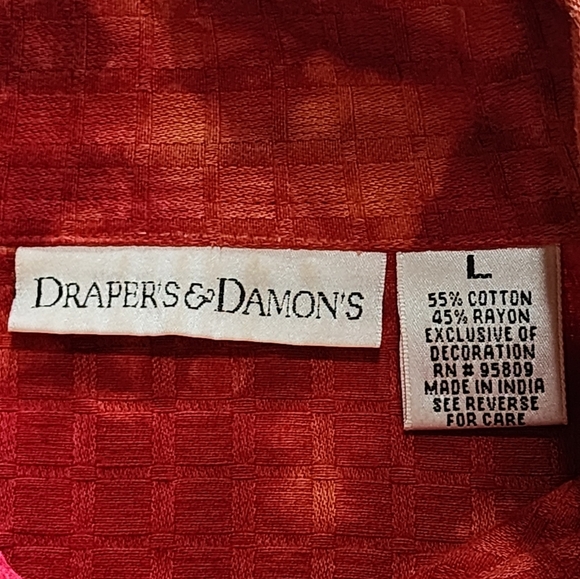 DRAPER'S & DAMON'S
L
55% COTTON
45% RAYON
EXCLUSIVE OF
DECORATION
RN # 95809
MADE IN INDIA
SEE REVERSE
FOR CARE